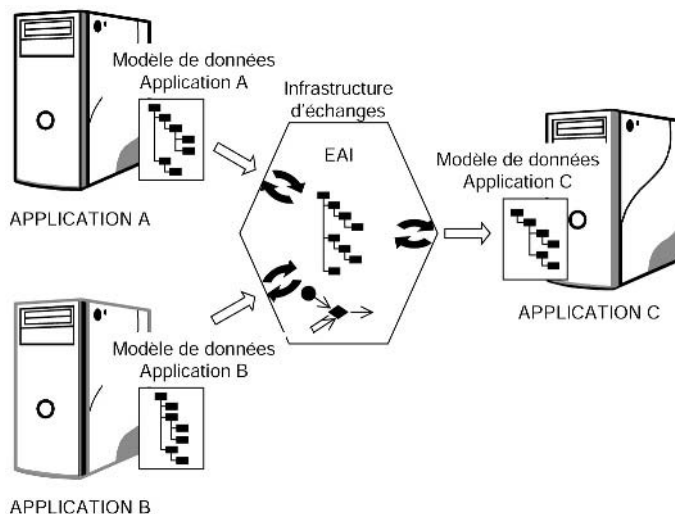 Modèle de données
Application A
APPLICATION A
Infrastructure
d'échanges
EAI
Modèle de données
Application C
APPLICATION C
Modèle de données
Application B
APPLICATION B